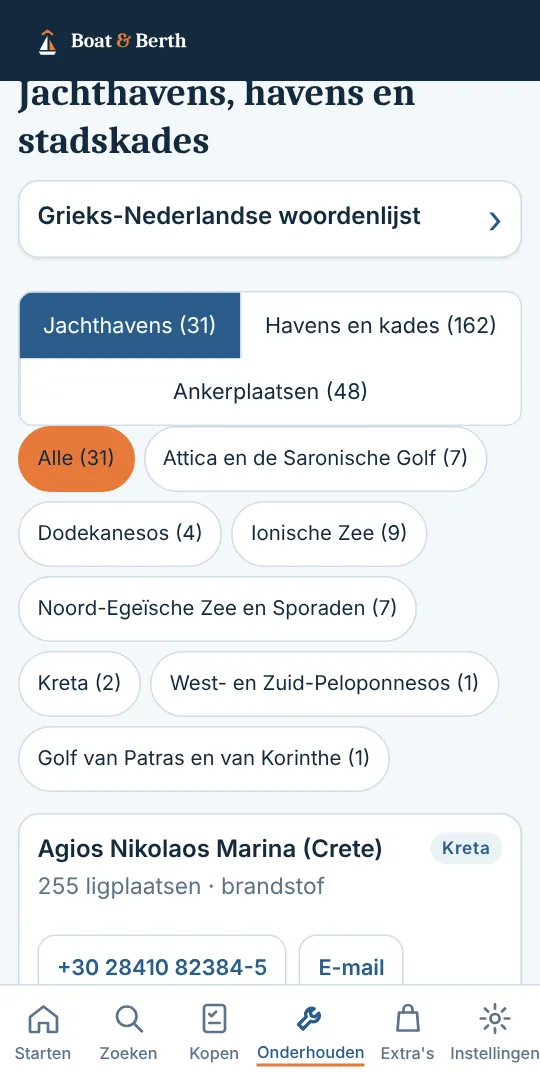 Boat & Berth
Jachthavens, havens en
stadskades
Grieks-Nederlandse woordenlijst
Jachthavens (31)
Havens en kades (162)
Ankerplaatsen (48)
Alle (31)
Attica en de Saronische Golf (7)
Dodekanesos (4)
Ionische Zee (9)
Noord-Egeïsche Zee en Sporaden (7)
Kreta (2)
West- en Zuid-Peloponnesos (1)
Golf van Patras en van Korinthe (1)
Agios Nikolaos Marina (Crete)
Kreta
255 ligplaatsen · brandstof
+30 28410 82384-5
E-mail
Starten
Zoeken
Kopen
Onderhouden
Extra's
Instellingen